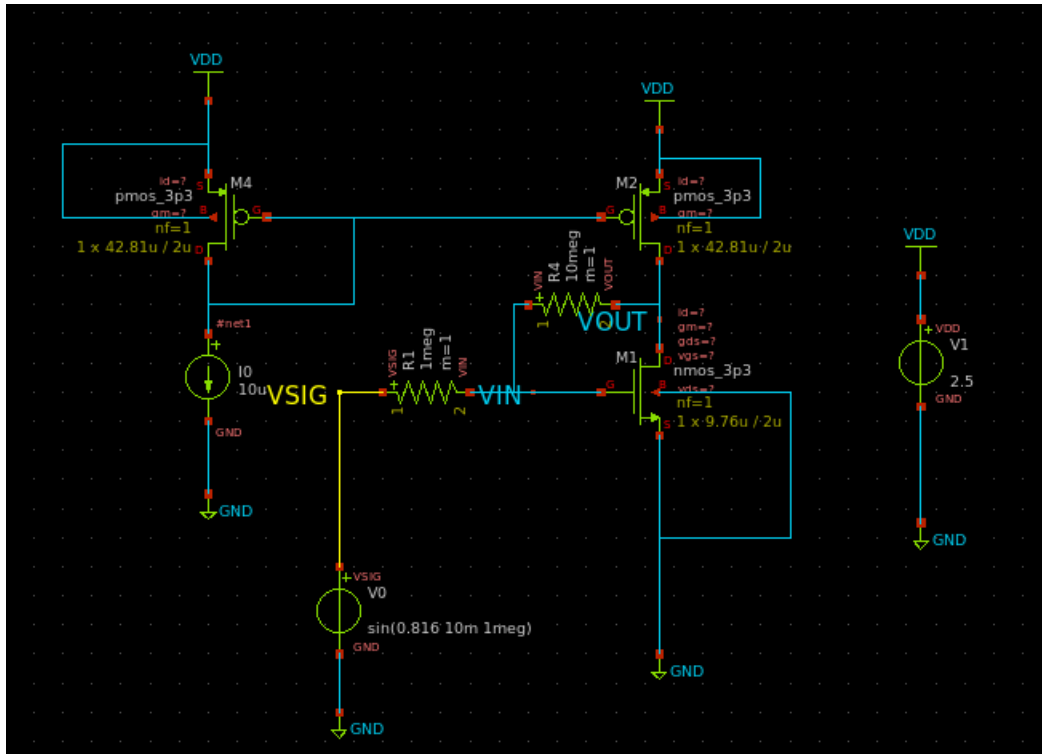 VDD
id=?
S
M4
pmos_3p3
B
gm=?
G
nf=1
1 x 42.81u / 2u
D
#net1
+
I0
10u
GND
GND
VDD
M2
S
id=?
pmos_3p3
G
B
gm=?
nf=1
1 x 42.81u / 2u
D
VIN
+
R4
10meg
m=1
VOUT
1
2
VOUT
id=?
gm=?
gds=?
vgs=?
M1
D
nmos_3p3
G
B
vds=?
nf=1
1 x 9.76u / 2u
S
GND
VSIG
VSIG
+
R1
1meg
m=1
VIN
1
2
VIN
+
VSIG
V0
sin(0.816 10m 1meg)
GND
GND
VDD
+
VDD
V1
2.5
GND
GND